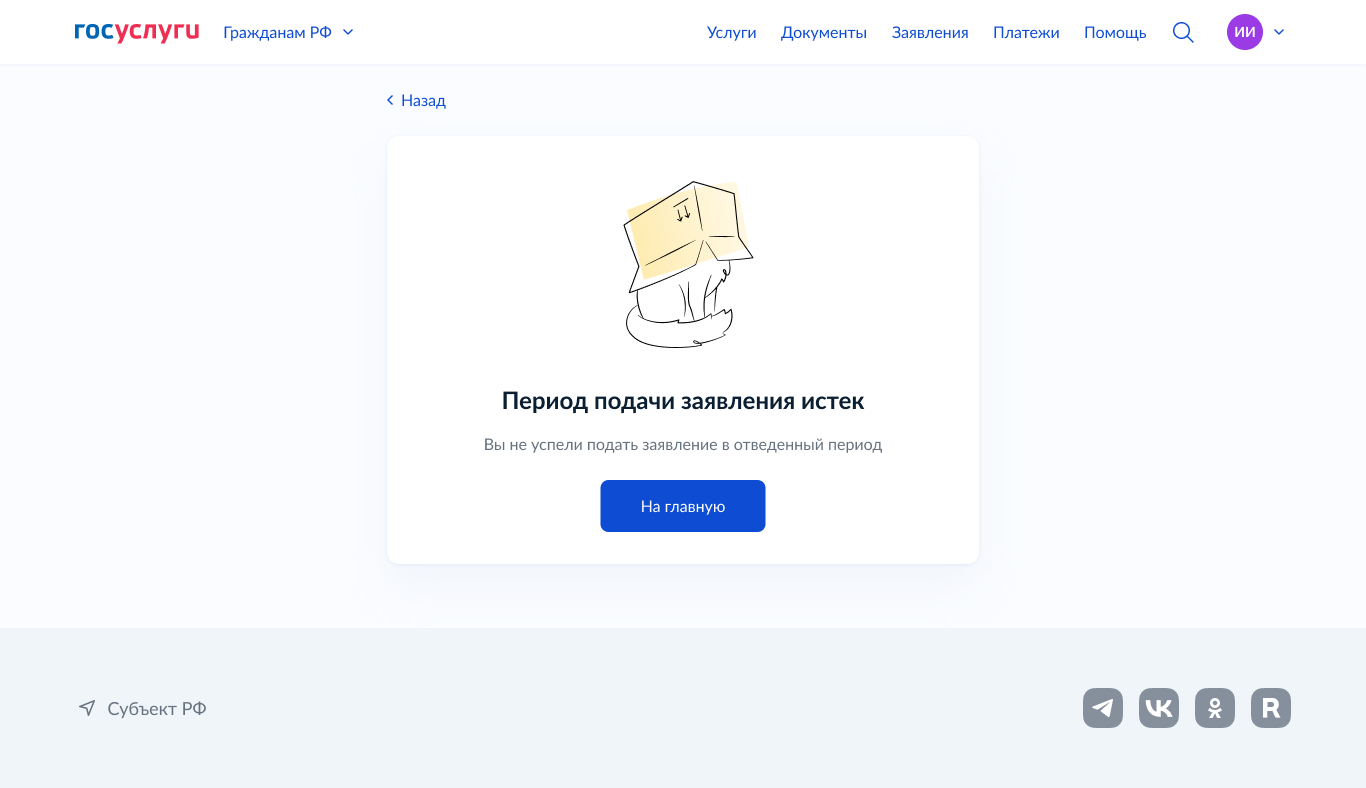 госуслуги Гражданам РФ Услуги Документы Заявления Платежи Помощь ИИ
Назад
Период подачи заявления истек
Вы не успели подать заявление в отведенный период
На главную
Субъект РФ